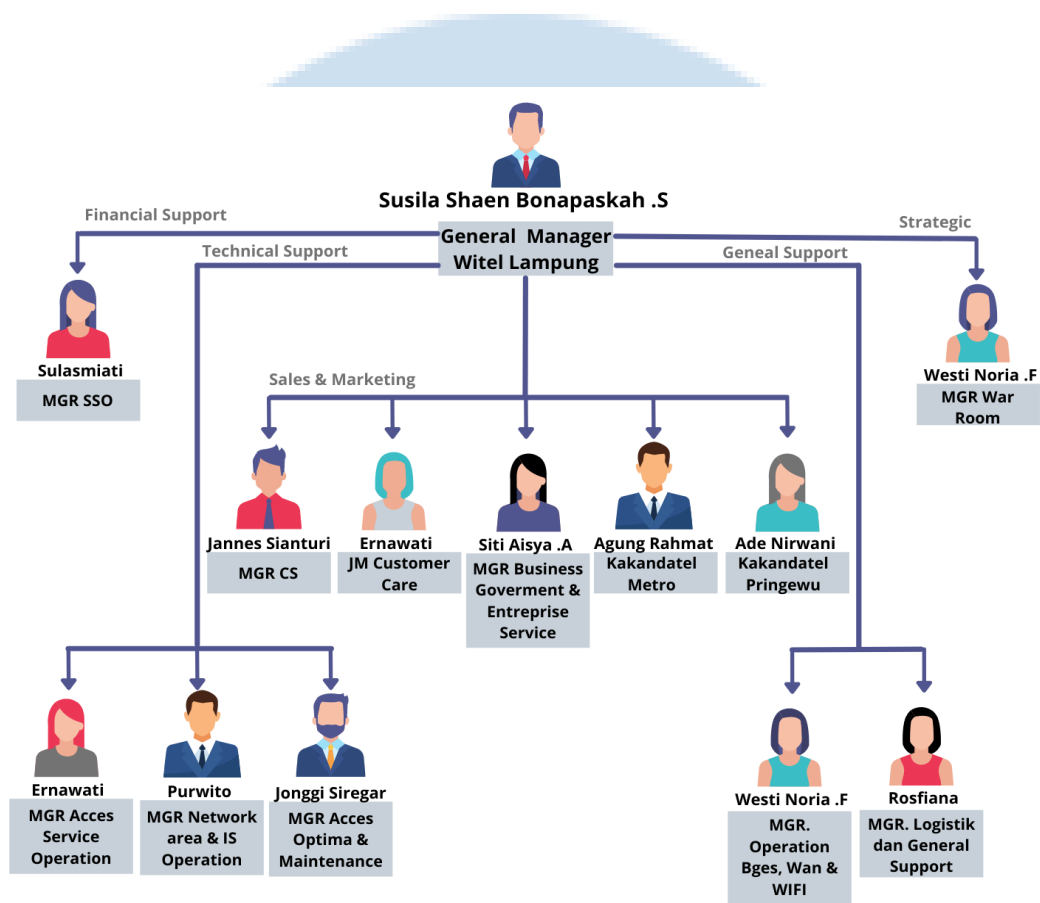 Susila Shaen Bonapaskah .S
General Manager
Witel Lampung
Financial Support
Technical Support
Geneal Support
Strategic
Sulasmiati
MGR SSO
Westi Noria .F
MGR War
Room
Sales & Marketing
Jannes Sianturi
MGR CS
Ernawati
JM Customer
Care
Siti Aisya .A
MGR Business
Goverment &
Entreprise
Service
Agung Rahmat
Kakandatel
Metro
Ade Nirwani
Kakandatel
Pringewu
Ernawati
MGR Acces
Service
Operation
Purwito
MGR Network
area & IS
Operation
Jonggi Siregar
MGR Acces
Optima &
Maintenance
Westi Noria .F
MGR.
Operation
Bges, Wan &
WIFI
Rosfiana
MGR. Logistik
dan General
Support